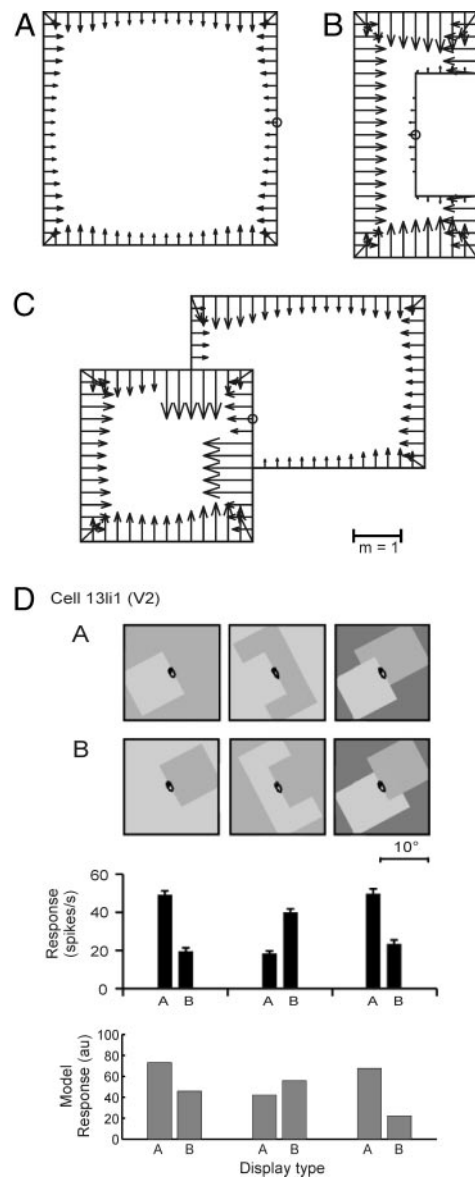 A
B
C
m = 1
D Cell 13li1 (V2)
A
B
10°
Response (spikes/s)
60
40
20
0
A B A B A B
Model Response (au)
100
80
60
40
20
0
A B A B A B
Display type